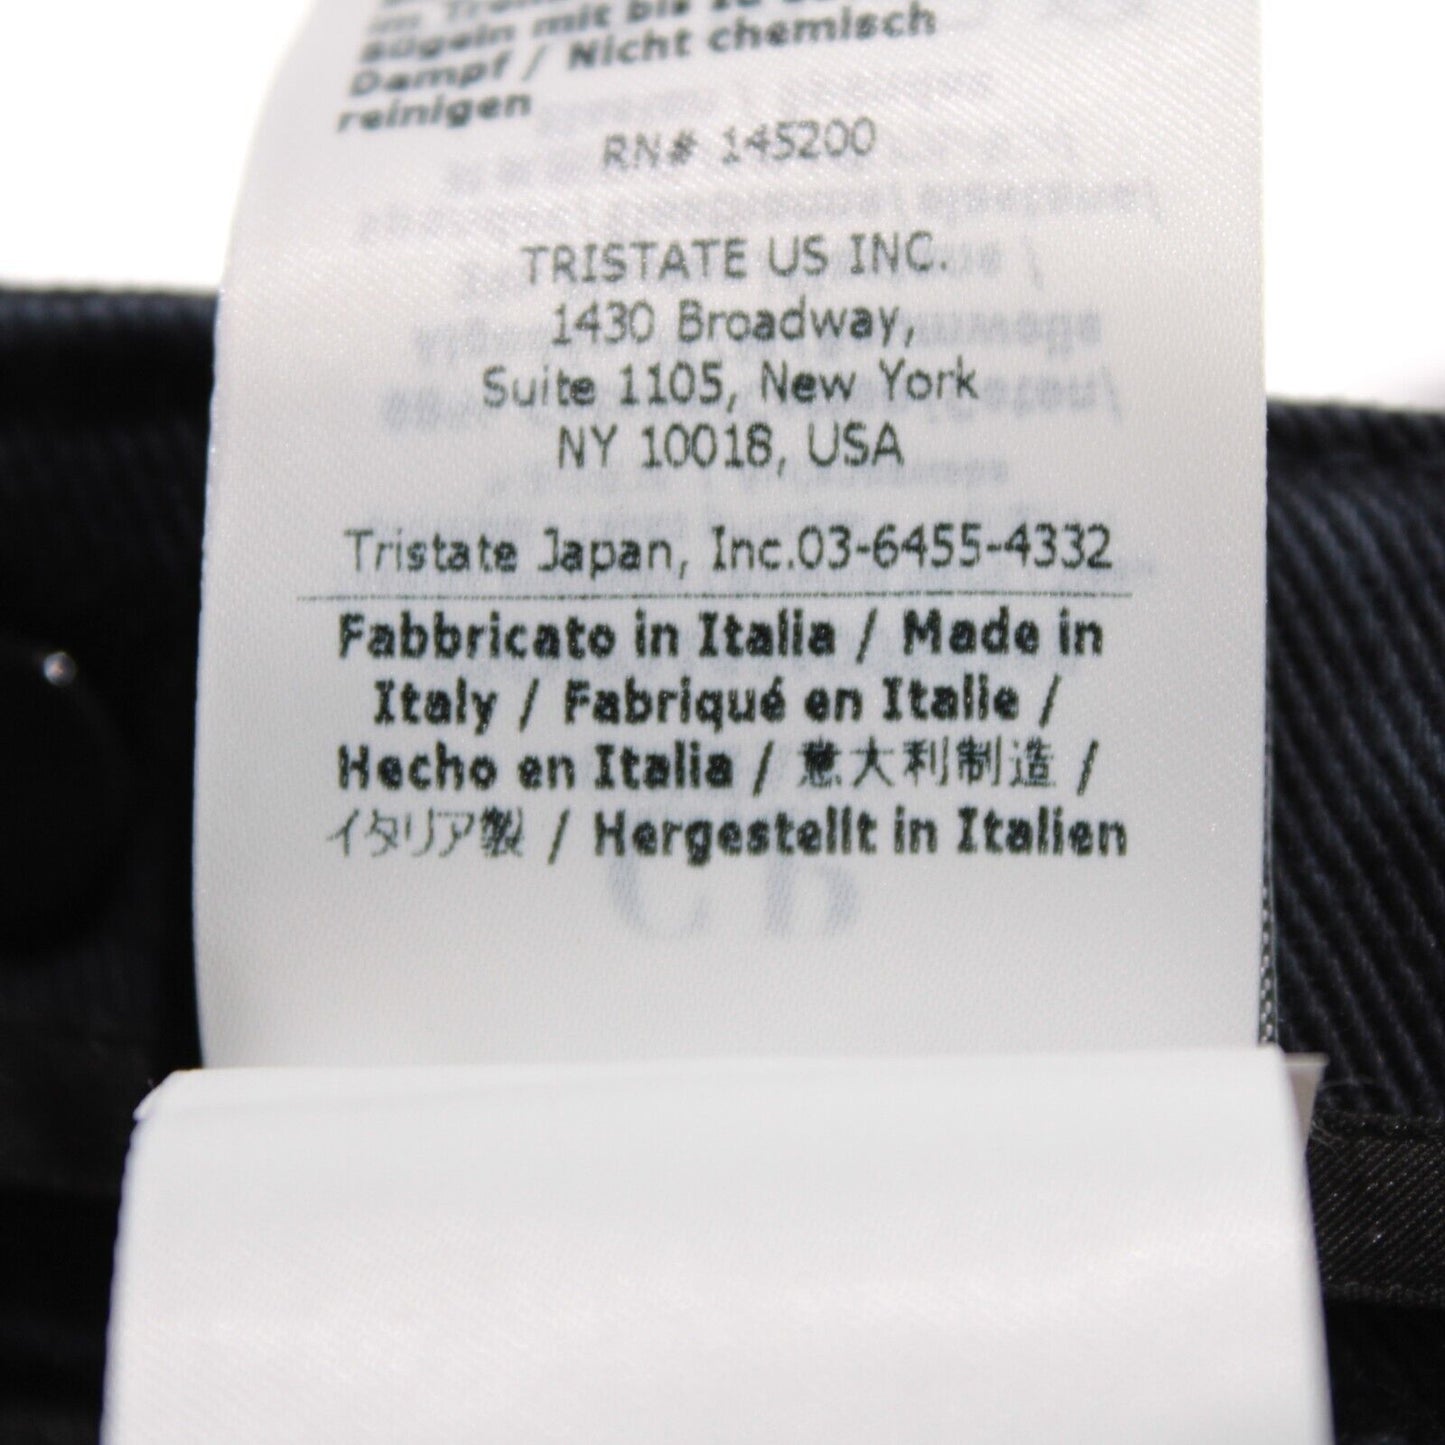 Bügeln mit bis zu
Dampf / Nicht chemisch
reinigen
RN# 145200
TRISTATE US INC.
1430 Broadway,
Suite 1105, New York
NY 10018, USA
Tristate Japan, Inc.03-6455-4332
Fabbricato in Italia / Made in
Italy / Fabriqué en Italie /
Hecho en Italia / 意大利制造 /
イタリア製 / Hergestellt in Italien